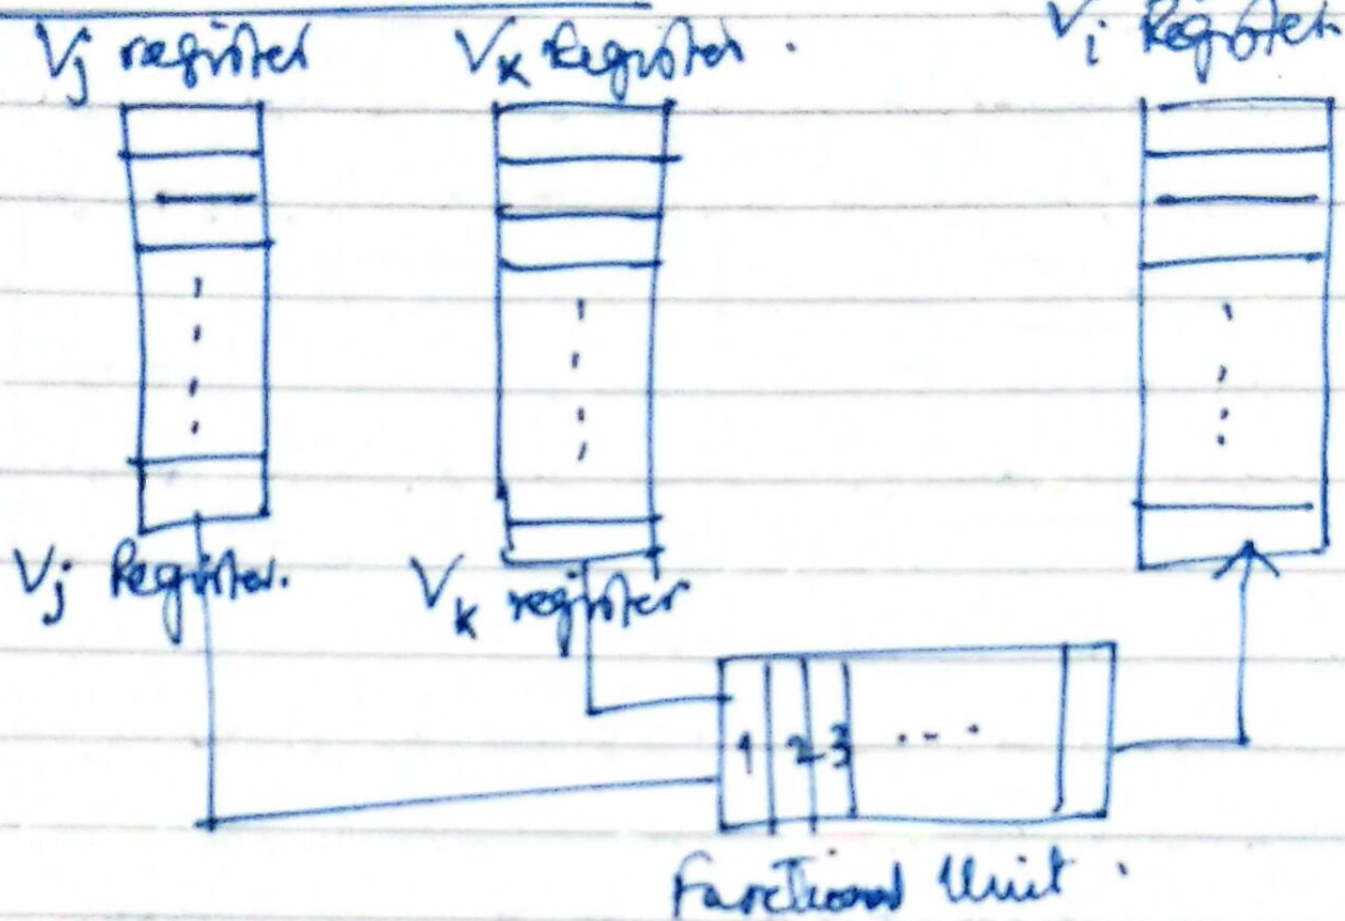 Vj register Vk Register. Vi Register
Vj Register. Vk register
1 2 3 ...
Functional Unit.